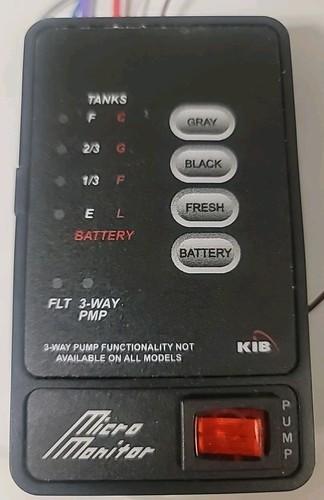 TANKS
F C
2/3 G
1/3 F
E L
BATTERY
GRAY
BLACK
FRESH
BATTERY
FLT 3-WAY
PMP
3-WAY PUMP FUNCTIONALITY NOT
AVAILABLE ON ALL MODELS
KIB
Micro
Monitor
PUMP